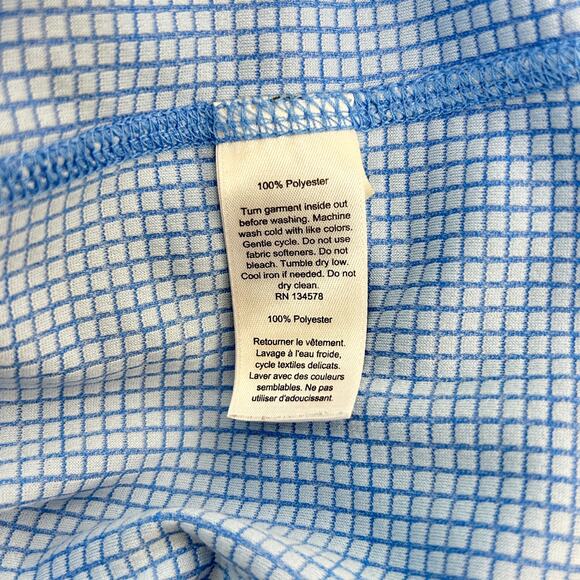 100% Polyester
Turn garment inside out
before washing. Machine
wash cold with like colors.
Gentle cycle. Do not use
fabric softeners. Do not
bleach. Tumble dry low.
Cool iron if needed. Do not
dry clean.
RN 134578
100% Polyester
Retourner le vêtement.
Lavage à l'eau froide,
cycle textiles delicats.
Laver avec des couleurs
semblables. Ne pas
utiliser d'adoucissant.